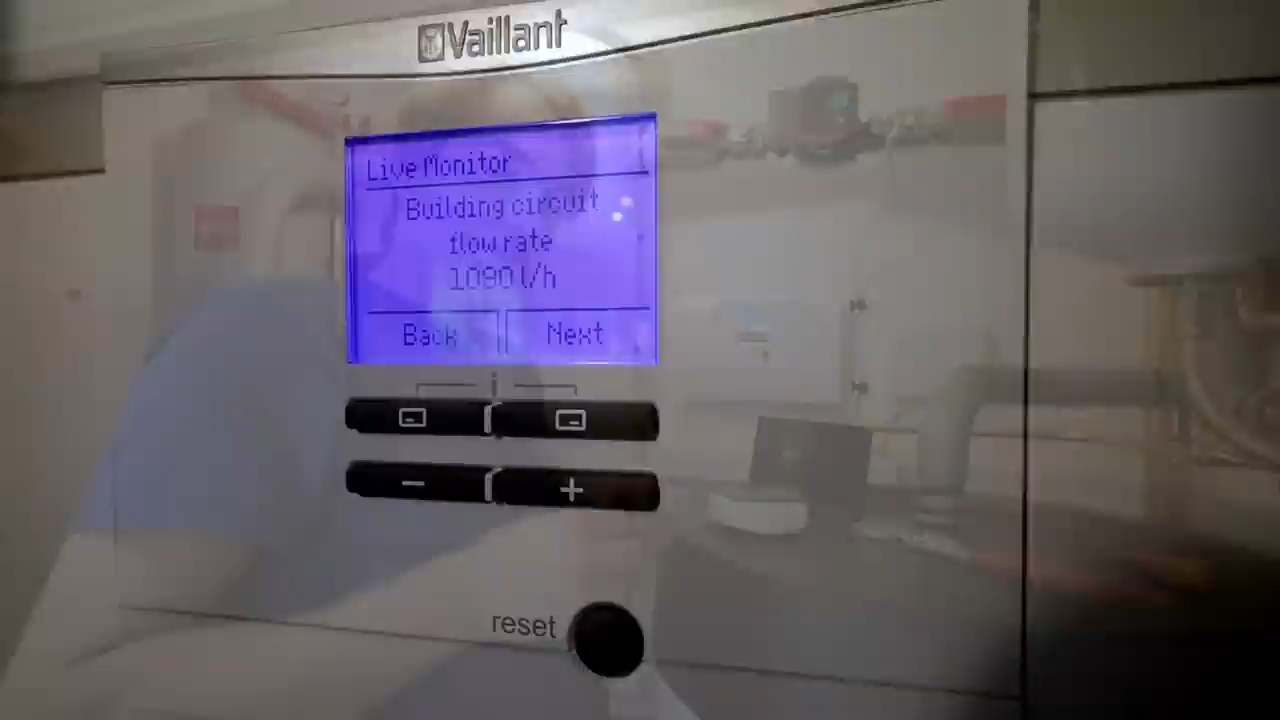 Vaillant
Live Monitor
Building circuit
flow rate
1090 l/h
Back
Next
i
− +
reset